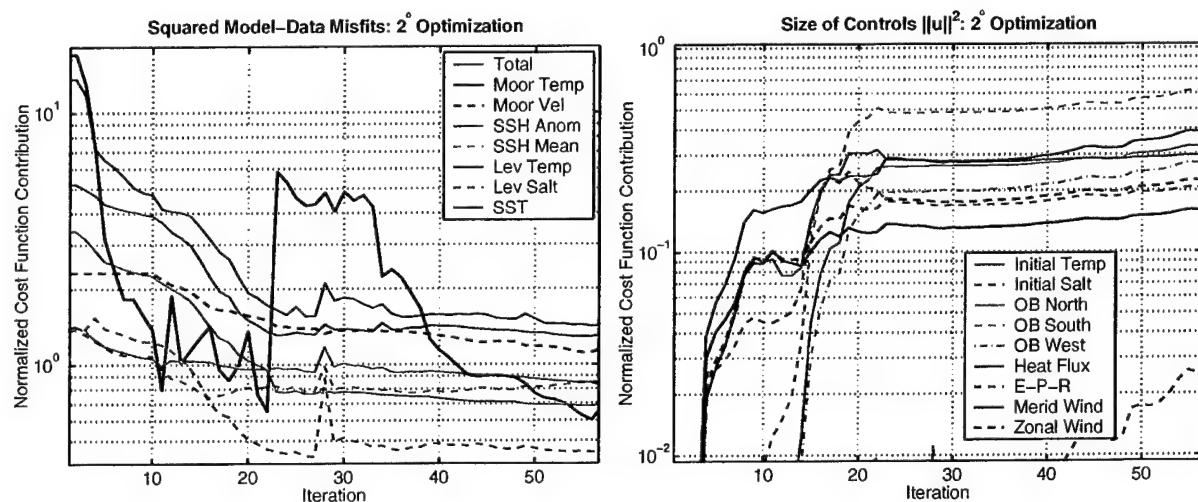 Squared Model–Data Misfits: 2° Optimization
Normalized Cost Function Contribution
10^1
10^0
Total
Moor Temp
Moor Vel
SSH Anom
SSH Mean
Lev Temp
Lev Salt
SST
10
20
30
40
50
Iteration
Size of Controls ||u||^2: 2° Optimization
Normalized Cost Function Contribution
10^0
10^-1
10^-2
Initial Temp
Initial Salt
OB North
OB South
OB West
Heat Flux
E-P-R
Merid Wind
Zonal Wind
10
20
30
40
50
Iteration